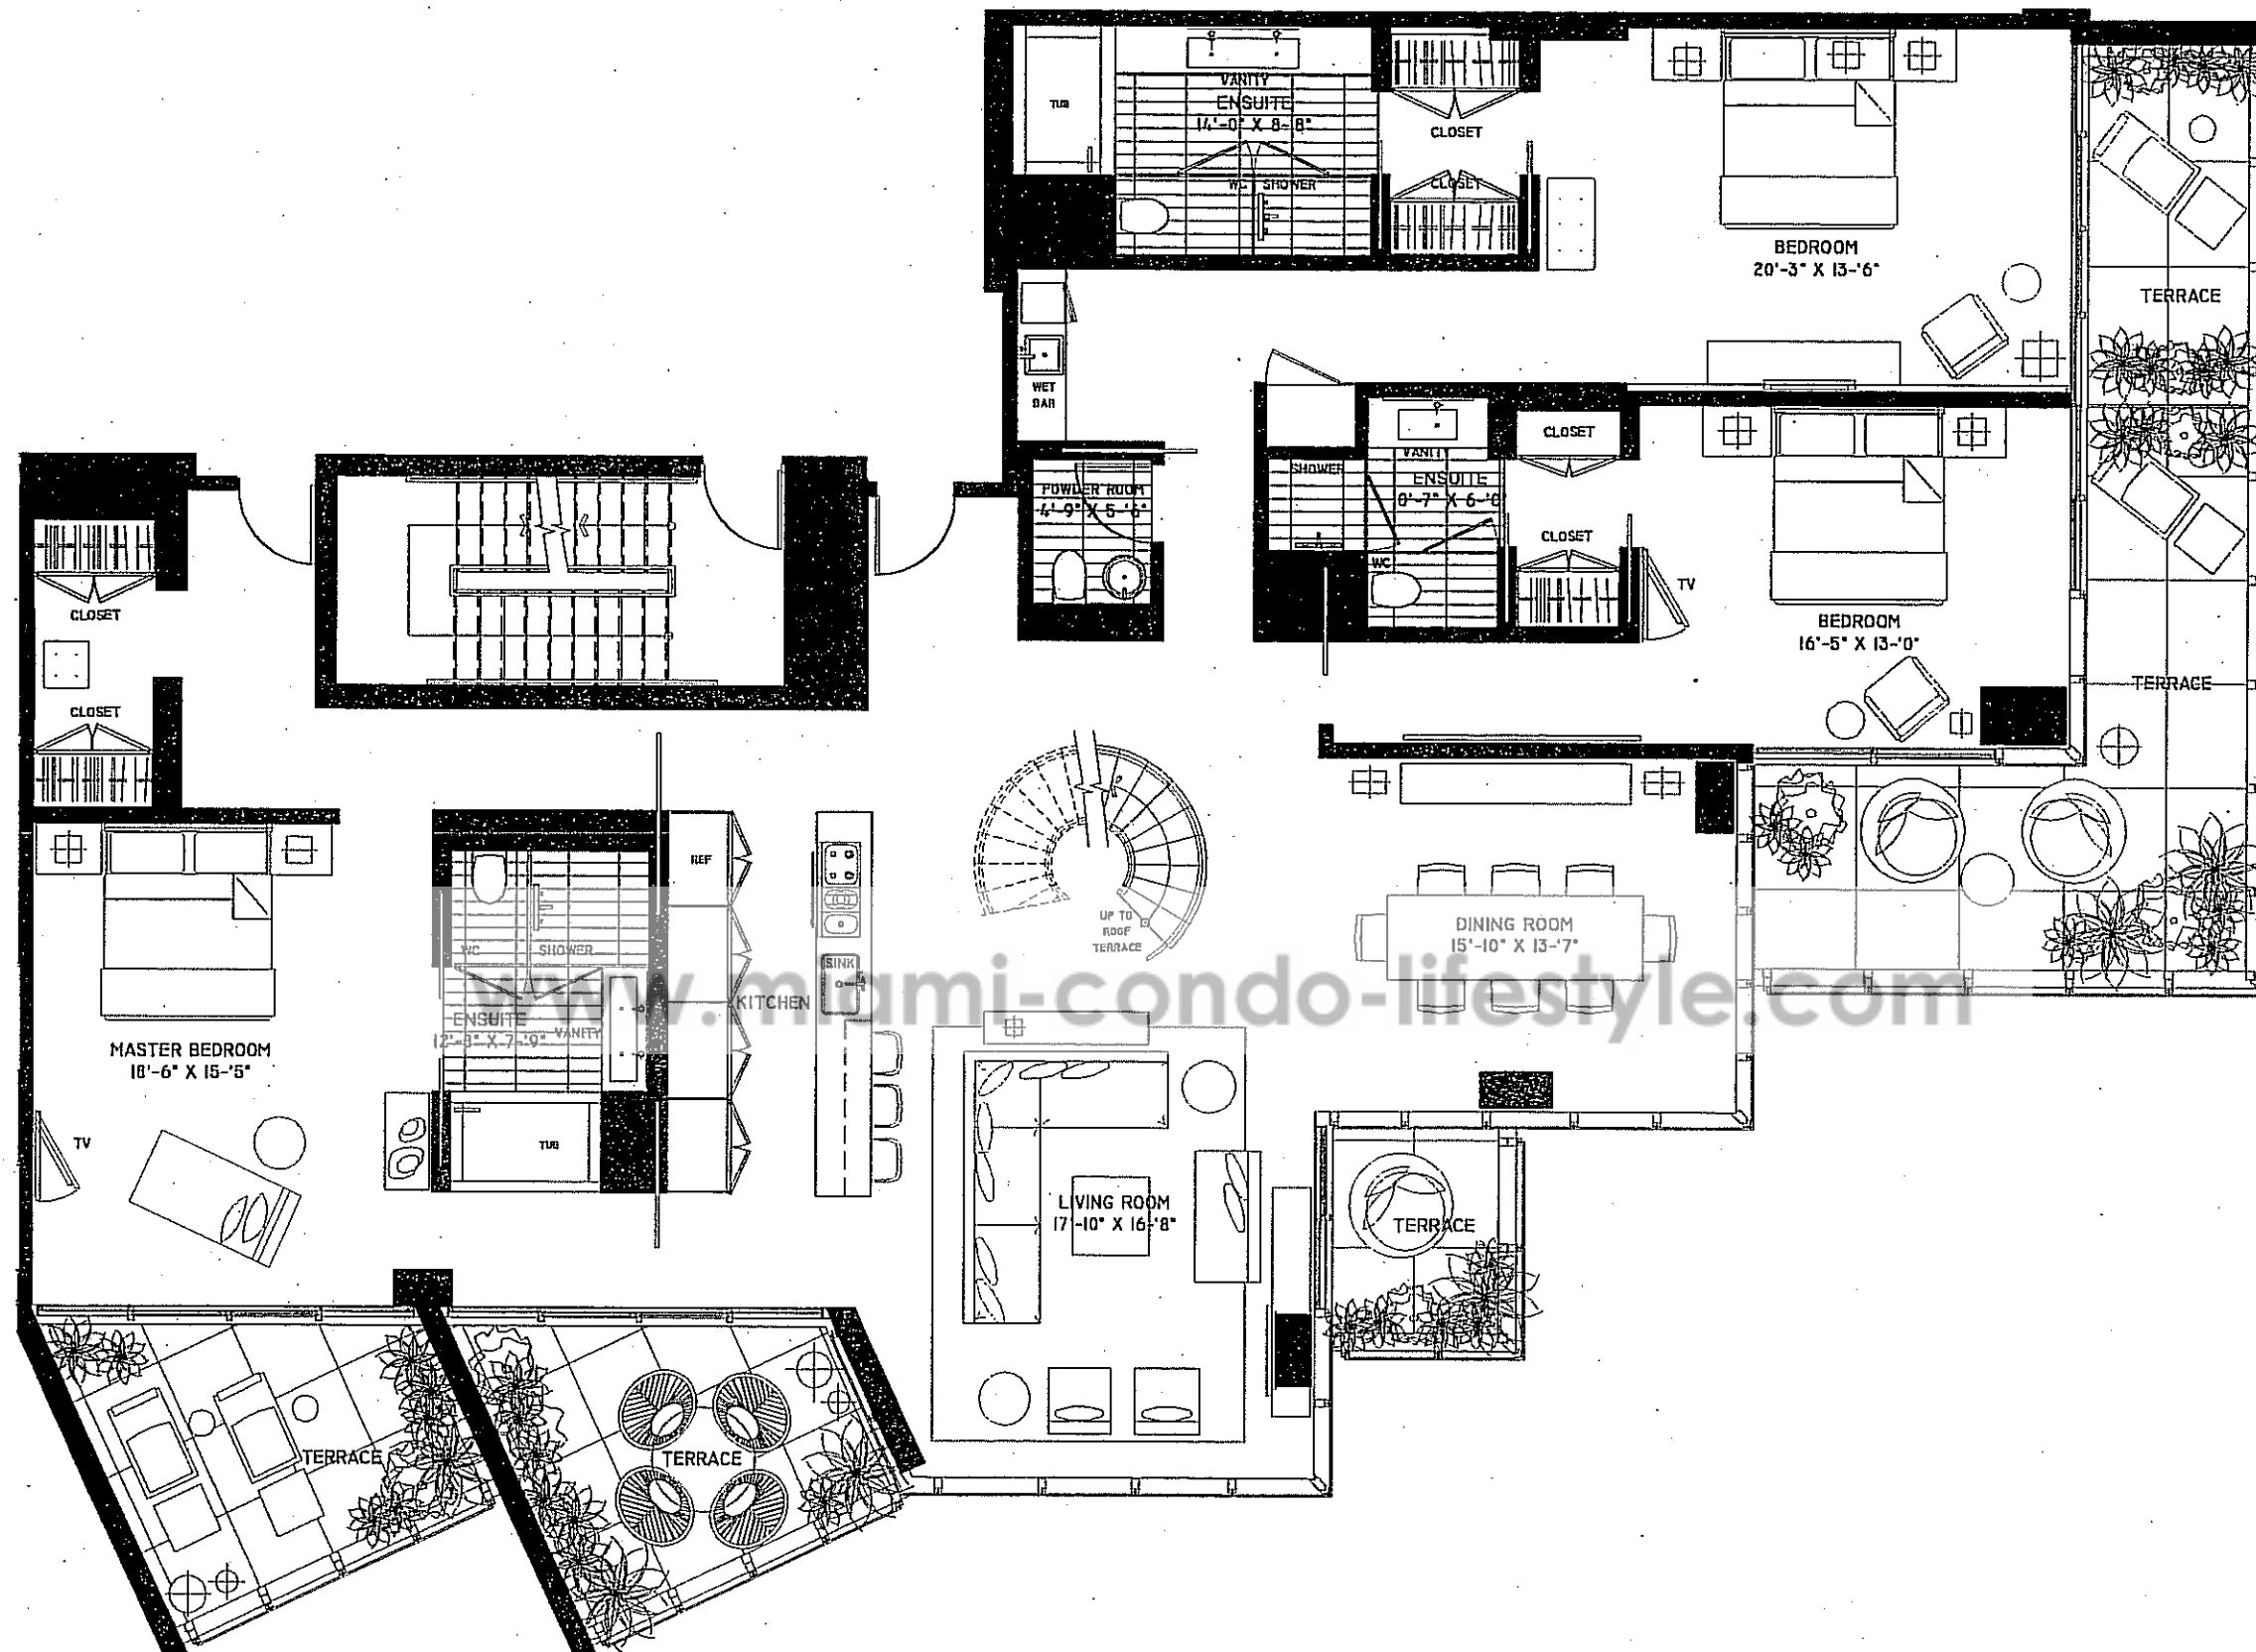 TUB
VANITY
ENSUITE
14'-0" X 8-'8"
WC SHOWER
CLOSET
CLOSET
BEDROOM
20'-3" X 13-'6"
TERRACE
WET
BAR
POWDER ROOM
4'-9" X 5-'6"
SHOWER
VANITY
ENSUITE
8'-7" X 6-'8
WC
CLOSET
CLOSET
TV
BEDROOM
16'-5" X 13-'0"
TERRACE
CLOSET
CLOSET
MASTER BEDROOM
18'-6" X 15-'5"
TV
WC
SHOWER
ENSUITE
VANITY
TUB
REF
KITCHEN
SINK
UP TO
ROOF
TERRACE
DINING ROOM
15'-10" X 13-'7"
www.miami-condo-lifestyle.com
LIVING ROOM
17'-10" X 16-'8"
TERRACE
TERRACE
TERRACE